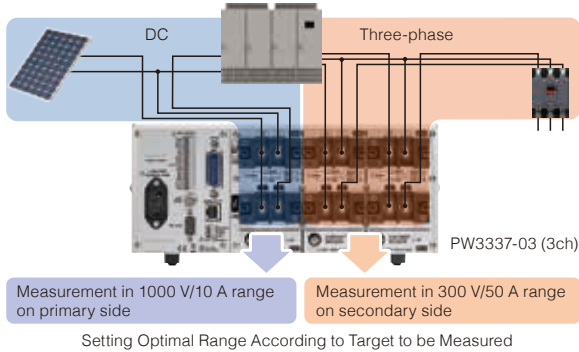 DC
Three-phase
PW3337-03 (3ch)
Measurement in 1000 V/10 A range
on primary side
Measurement in 300 V/50 A range
on secondary side
Setting Optimal Range According to Target to be Measured